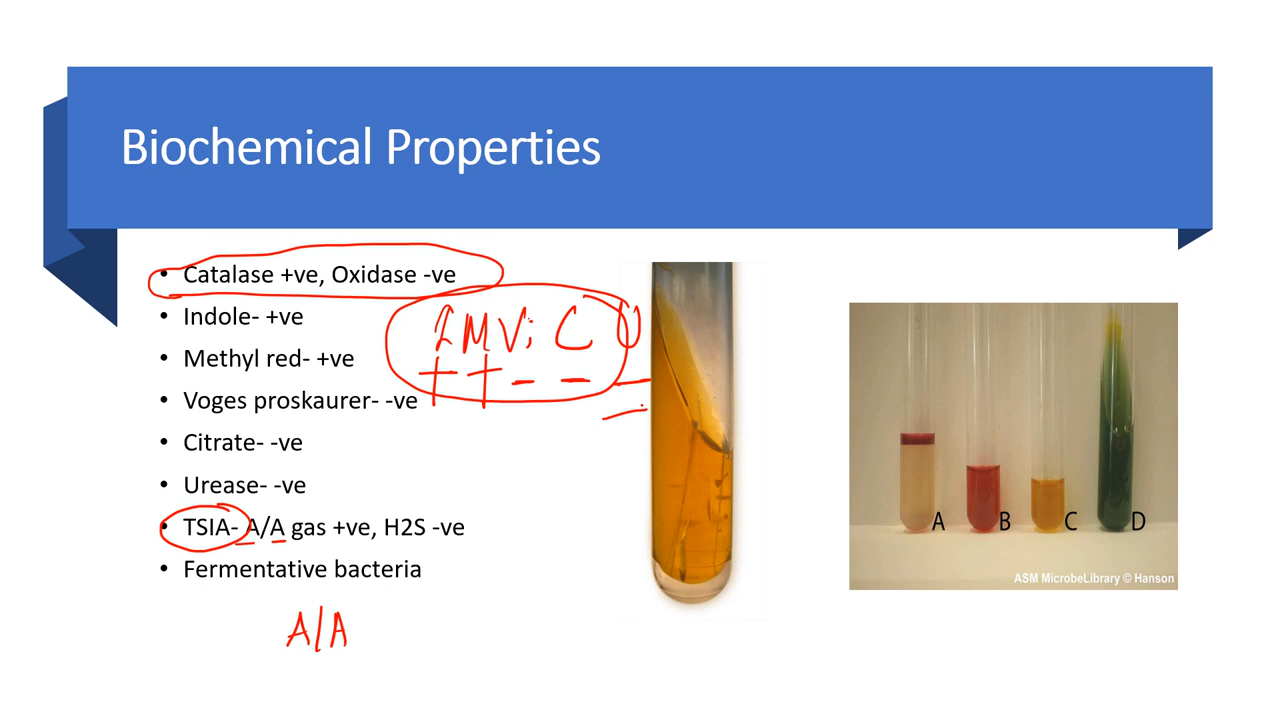 Biochemical Properties
• Catalase +ve, Oxidase -ve
• Indole- +ve
• Methyl red- +ve
• Voges proskaurer- -ve
• Citrate- -ve
• Urease- -ve
• TSIA- A/A gas +ve, H2S -ve
• Fermentative bacteria
IMVi C U
+ + - - -
A/A
A B C D
ASM MicrobeLibrary © Hanson